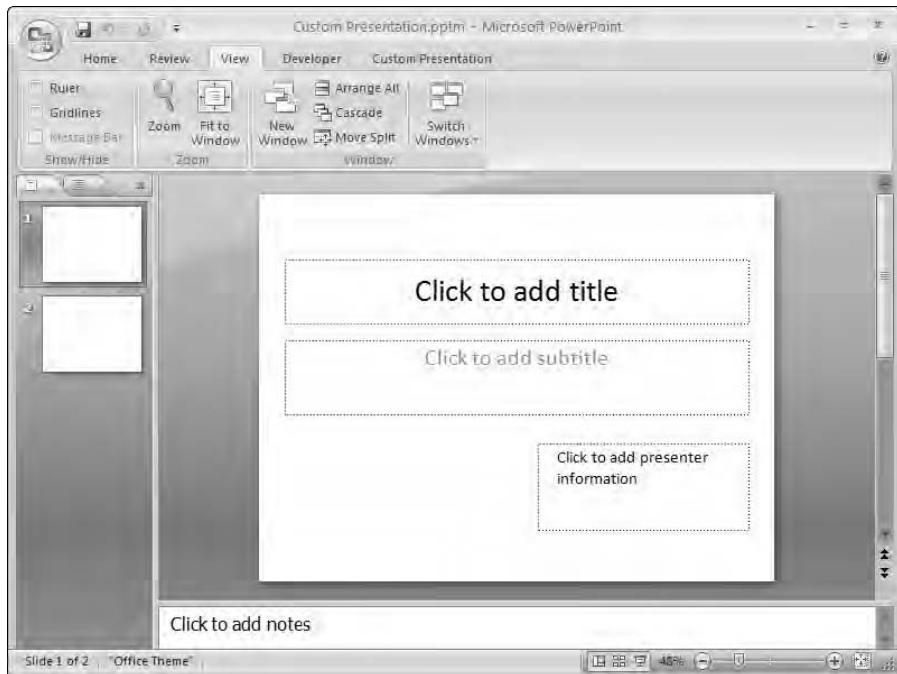 Custom Presentation.pptm - Microsoft PowerPoint
Home Review View Developer Custom Presentation
Ruler
Gridlines
Message Bar
Show/Hide
Zoom
Fit to
Window
Zoom
New
Window
Arrange All
Cascade
Move Split
Switch
Windows
Window
1
2
Click to add title
Click to add subtitle
Click to add presenter
information
Click to add notes
Slide 1 of 2 "Office Theme" 48%